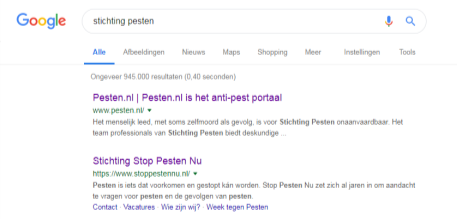 Google stichting pesten
Alle Afbeeldingen Nieuws Maps Shopping Meer Instellingen Tools
Ongeveer 945.000 resultaten (0,40 seconden)
Pesten.nl | Pesten.nl is het anti-pest portaal
www.pesten.nl/
Het menselijk leed, met soms zelfmoord als gevolg, is voor Stichting Pesten onaanvaardbaar. Het
team professionals van Stichting Pesten biedt deskundige ...
Stichting Stop Pesten Nu
https://www.stoppestennu.nl/
Pesten is iets dat voorkomen en gestopt kán worden. Stop Pesten Nu zet zich al jaren in om aandacht
te vragen voor pesten en de gevolgen van pesten.
Contact · Vacatures · Wie zijn wij? · Week tegen Pesten